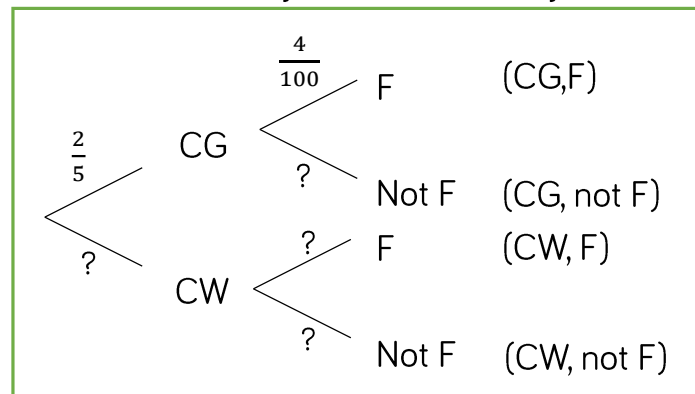 4
100
F (CG,F)
2
5
CG
?
Not F (CG, not F)
?
F (CW, F)
?
CW
?
Not F (CW, not F)